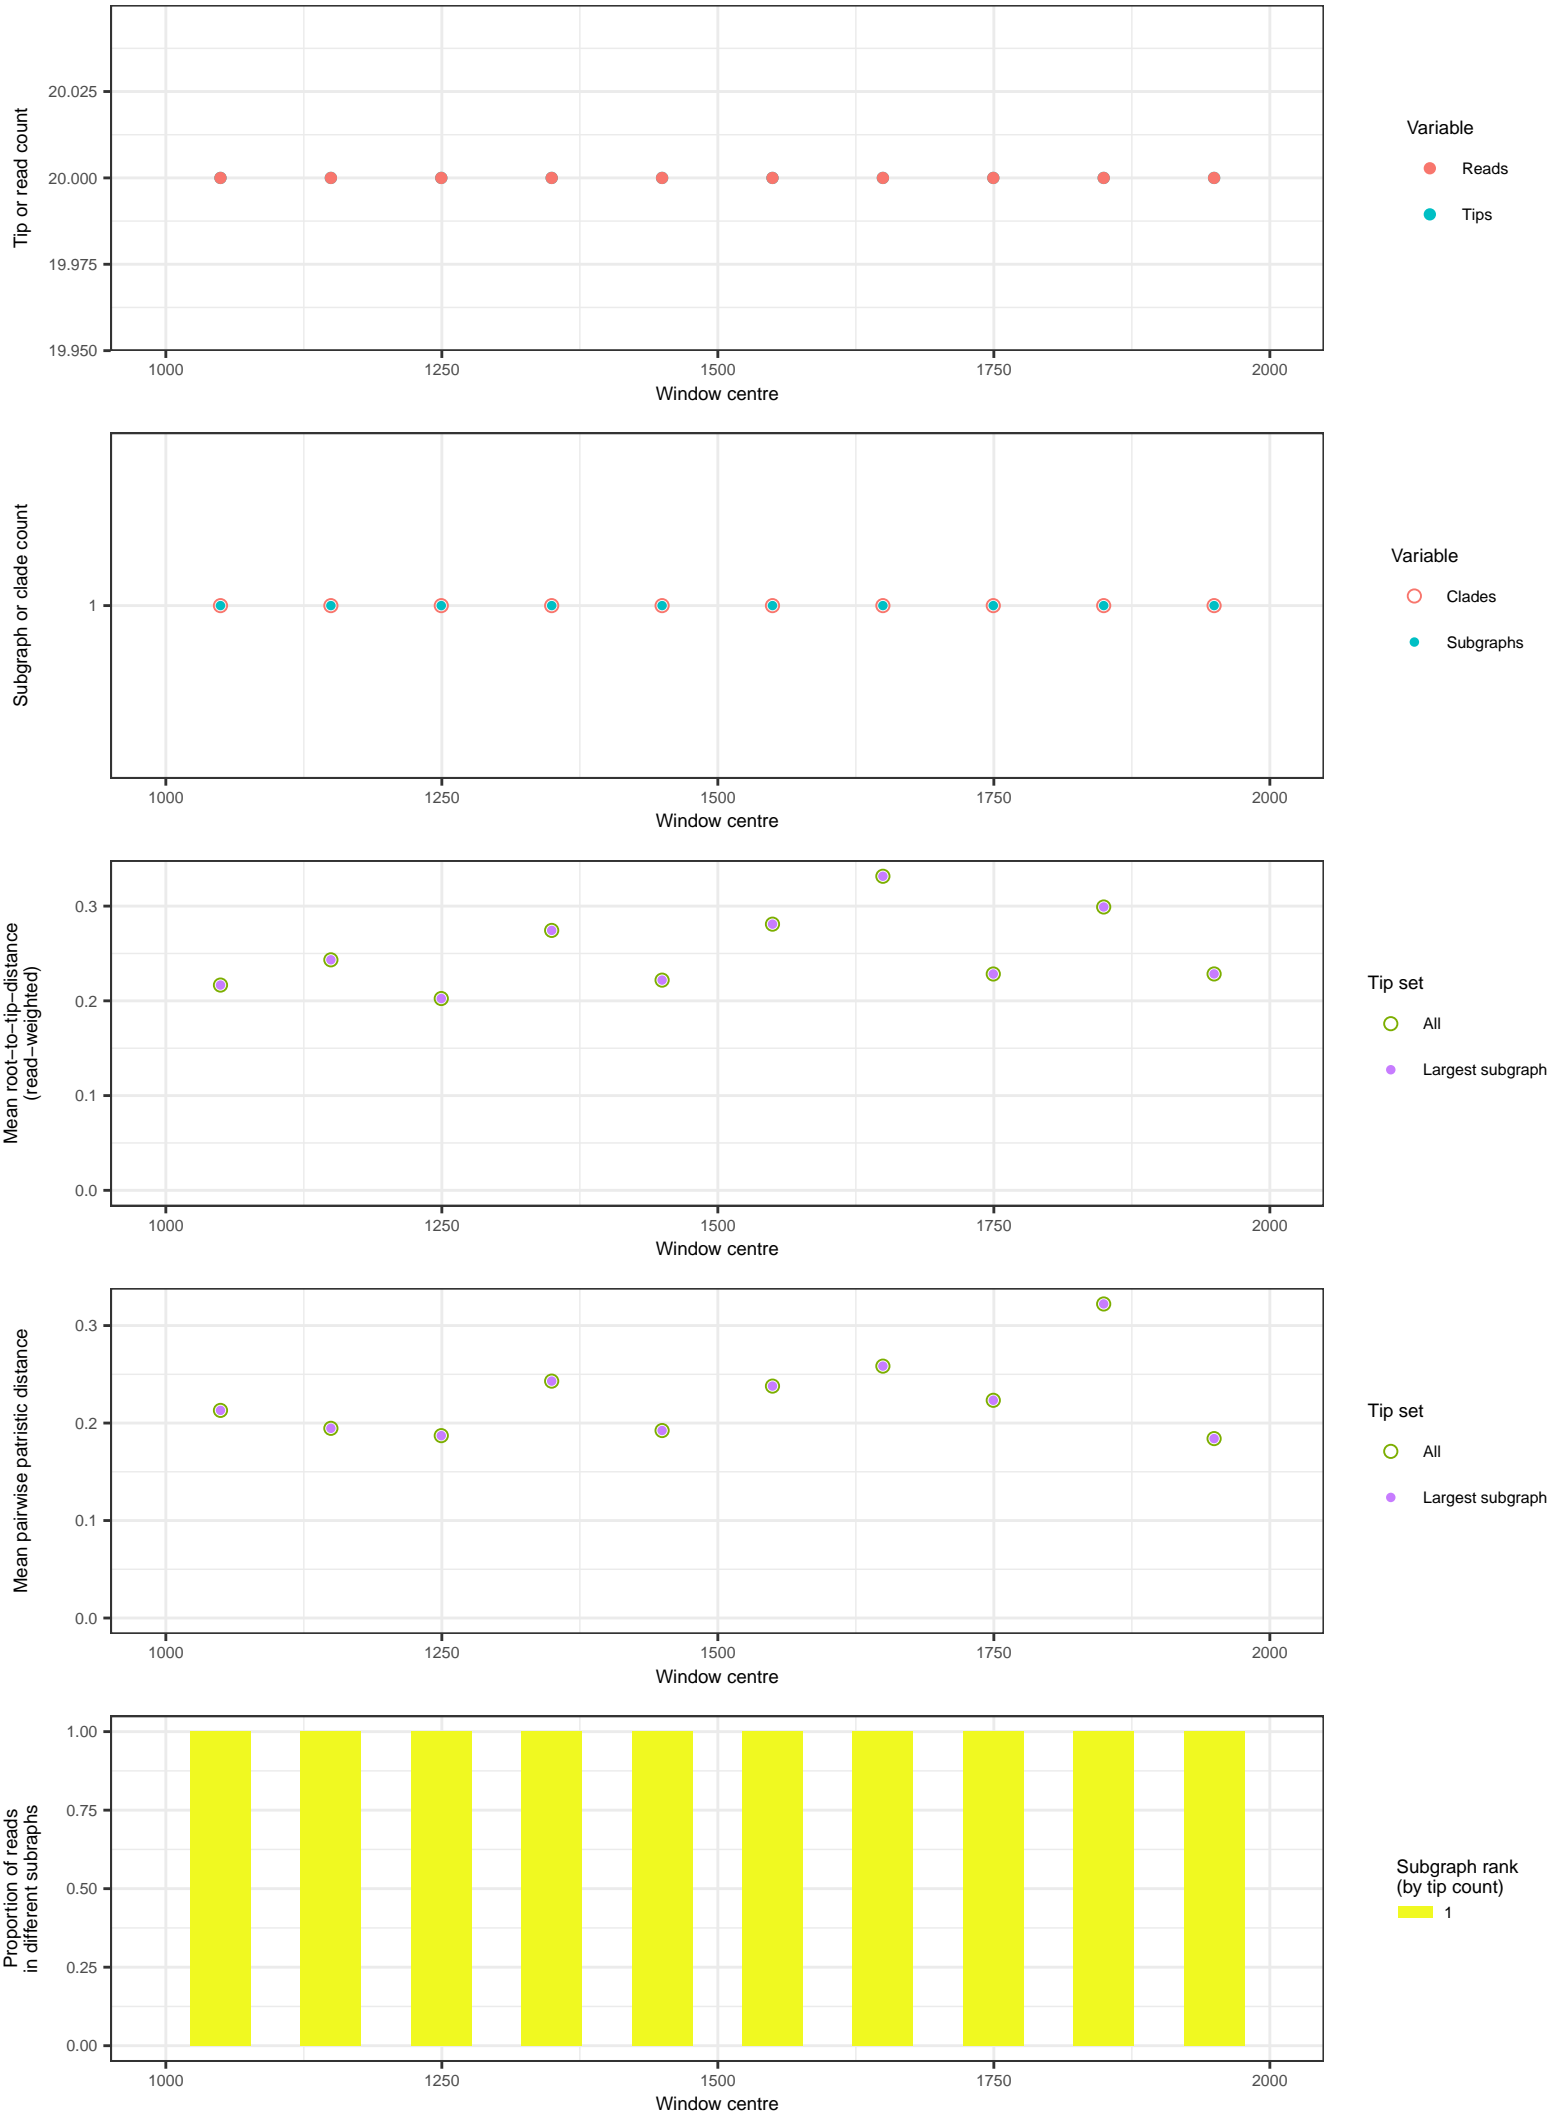 Tip or read count
20.025
20.000
19.975
19.950
1000 1250 1500 1750 2000
Window centre
Variable
Reads
Tips
Subgraph or clade count
1
1000 1250 1500 1750 2000
Window centre
Variable
Clades
Subgraphs
Mean root−to−tip−distance
(read−weighted)
0.3
0.2
0.1
0.0
1000 1250 1500 1750 2000
Window centre
Tip set
All
Largest subgraph
Mean pairwise patristic distance
0.3
0.2
0.1
0.0
1000 1250 1500 1750 2000
Window centre
Tip set
All
Largest subgraph
Proportion of reads
in different subraphs
1.00
0.75
0.50
0.25
0.00
1000 1250 1500 1750 2000
Window centre
Subgraph rank
(by tip count)
1